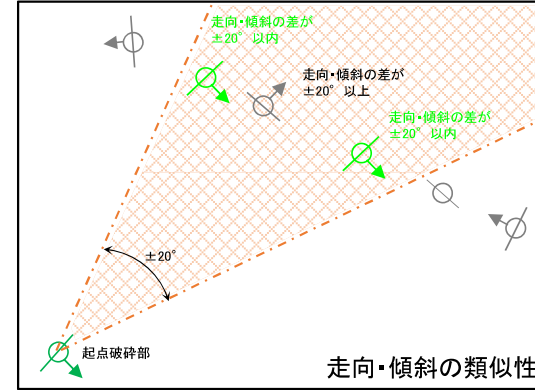 走向・傾斜の差が
±20° 以内
走向・傾斜の差が
±20° 以上
走向・傾斜の差が
±20° 以内
±20°
起点破砕部
走向・傾斜の類似性